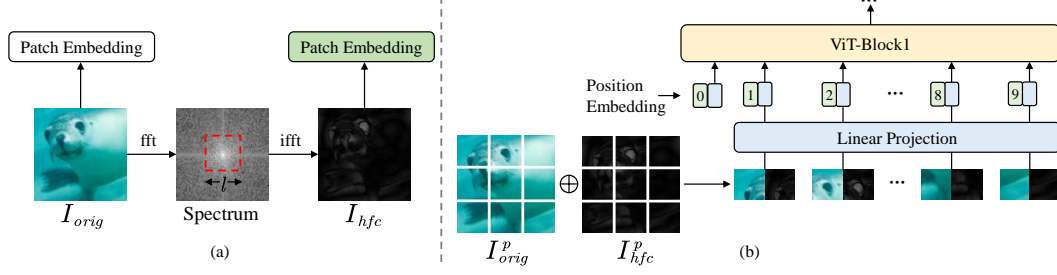 Patch Embedding
Patch Embedding
fft
ifft
l
I_orig
Spectrum
I_hfc
(a)
...
ViT-Block1
Position
Embedding
0
1
2
...
8
9
Linear Projection
⊕
...
I^p_orig
I^p_hfc
(b)